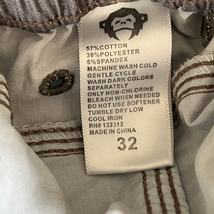 57%COTTON
38%POLYESTER
5%SPANDEX
MACHINE WASH COLD
GENTLE CYCLE
WASH DARK COLORS
SEPARATELY
ONLY NON-CHLORINE
BLEACH WHEN NEEDED
DO NOT USE SOFTENER
TUMBLE DRY LOW
COOL IRON
RN# 132312
MADE IN CHINA
32